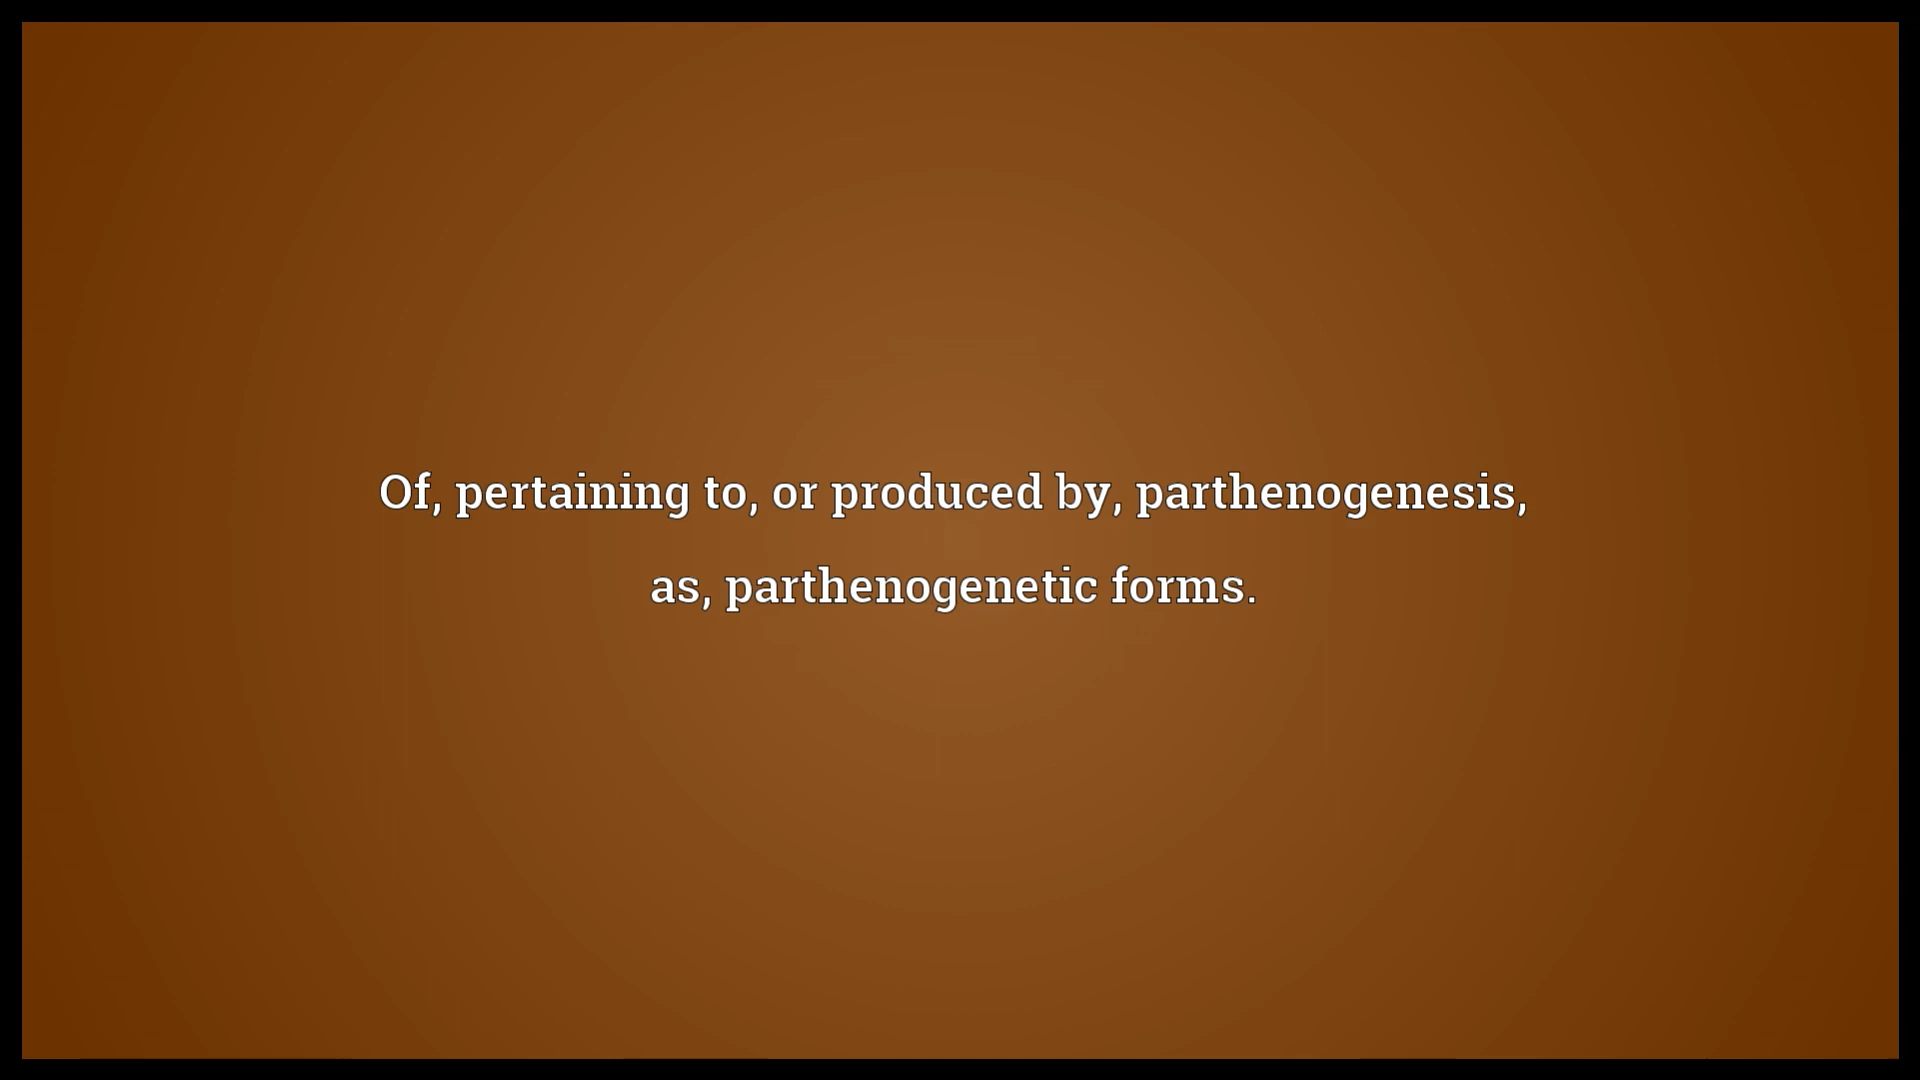 Of, pertaining to, or produced by, parthenogenesis,
as, parthenogenetic forms.